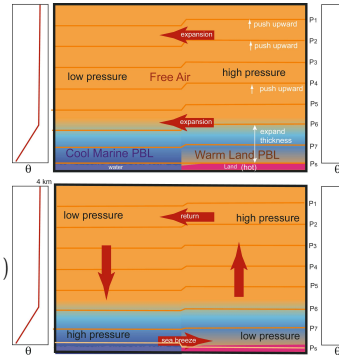 P₁
push upward
expansion
P₂
push upward
P₃
low pressure
Free Air
high pressure
P₄
push upward
P₅
expansion
P₆
expand
thickness
P₇
Cool Marine PBL
Warm Land PBL
water
Land
(hot)
P₈
θ
θ
4 km
P₁
low pressure
return
high pressure
P₂
P₃
P₄
)
P₅
P₆
P₇
high pressure
sea breeze
low pressure
P₈
θ
θ